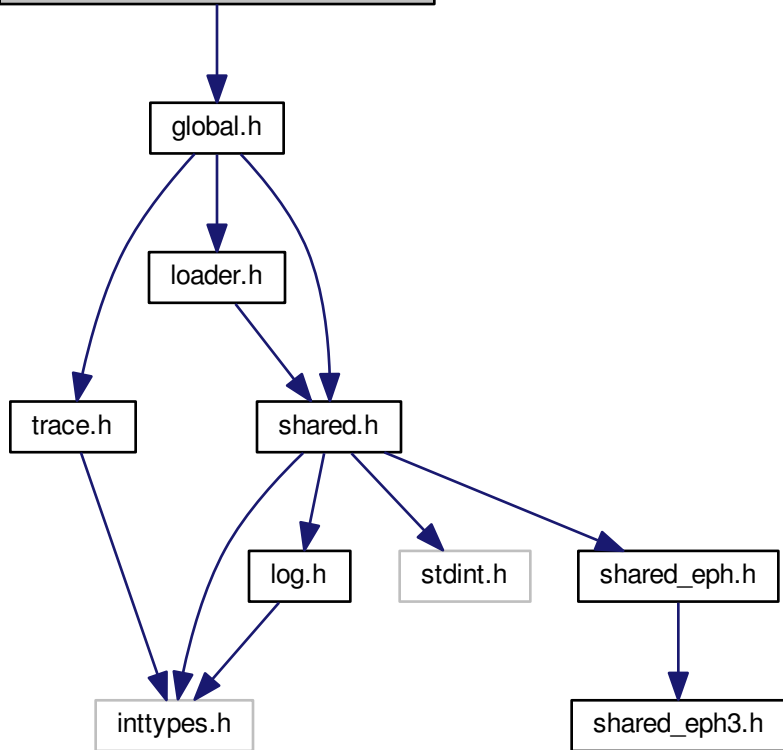 global.h
loader.h
trace.h
shared.h
log.h
stdint.h
shared_eph.h
inttypes.h
shared_eph3.h